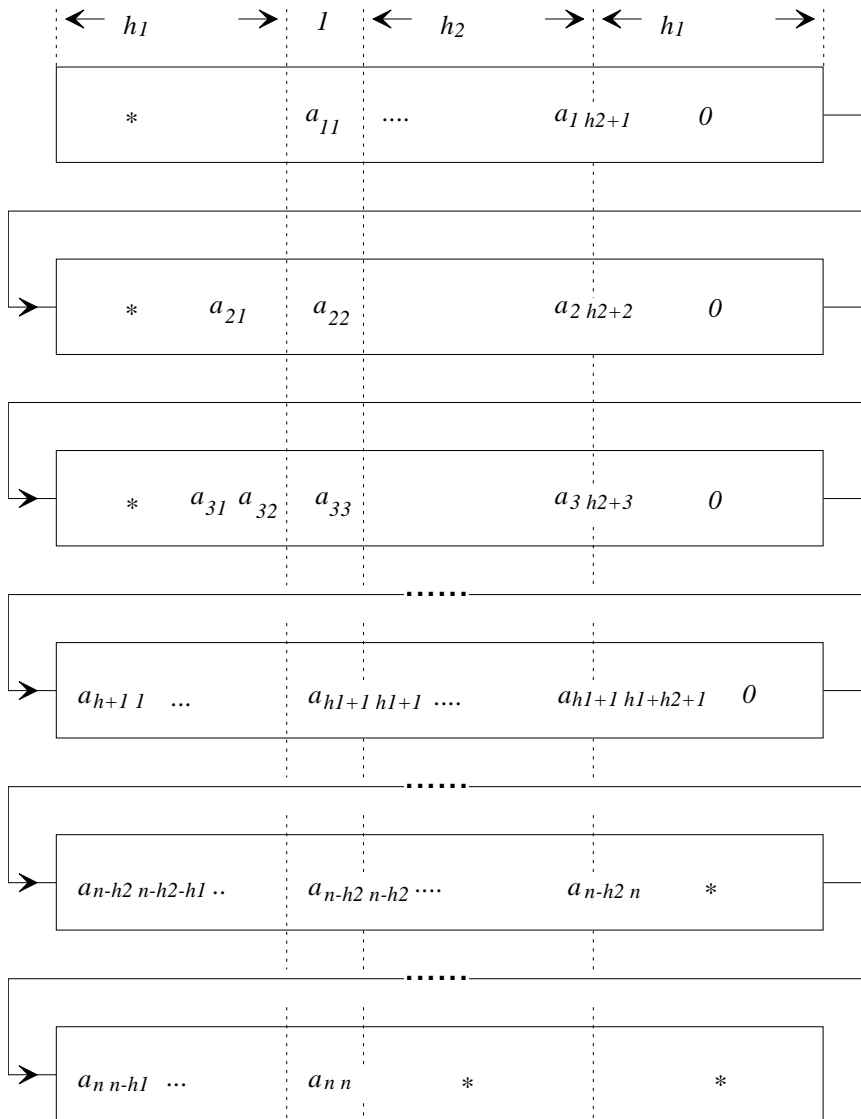 h1 1 h2 h1
* a11 .... a1 h2+1 0
* a21 a22 a2 h2+2 0
* a31 a32 a33 a3 h2+3 0
......
ah+1 1 ... ah1+1 h1+1 .... ah1+1 h1+h2+1 0
......
an-h2 n-h2-h1 .. an-h2 n-h2 .... an-h2 n *
......
an n-h1 ... an n * *